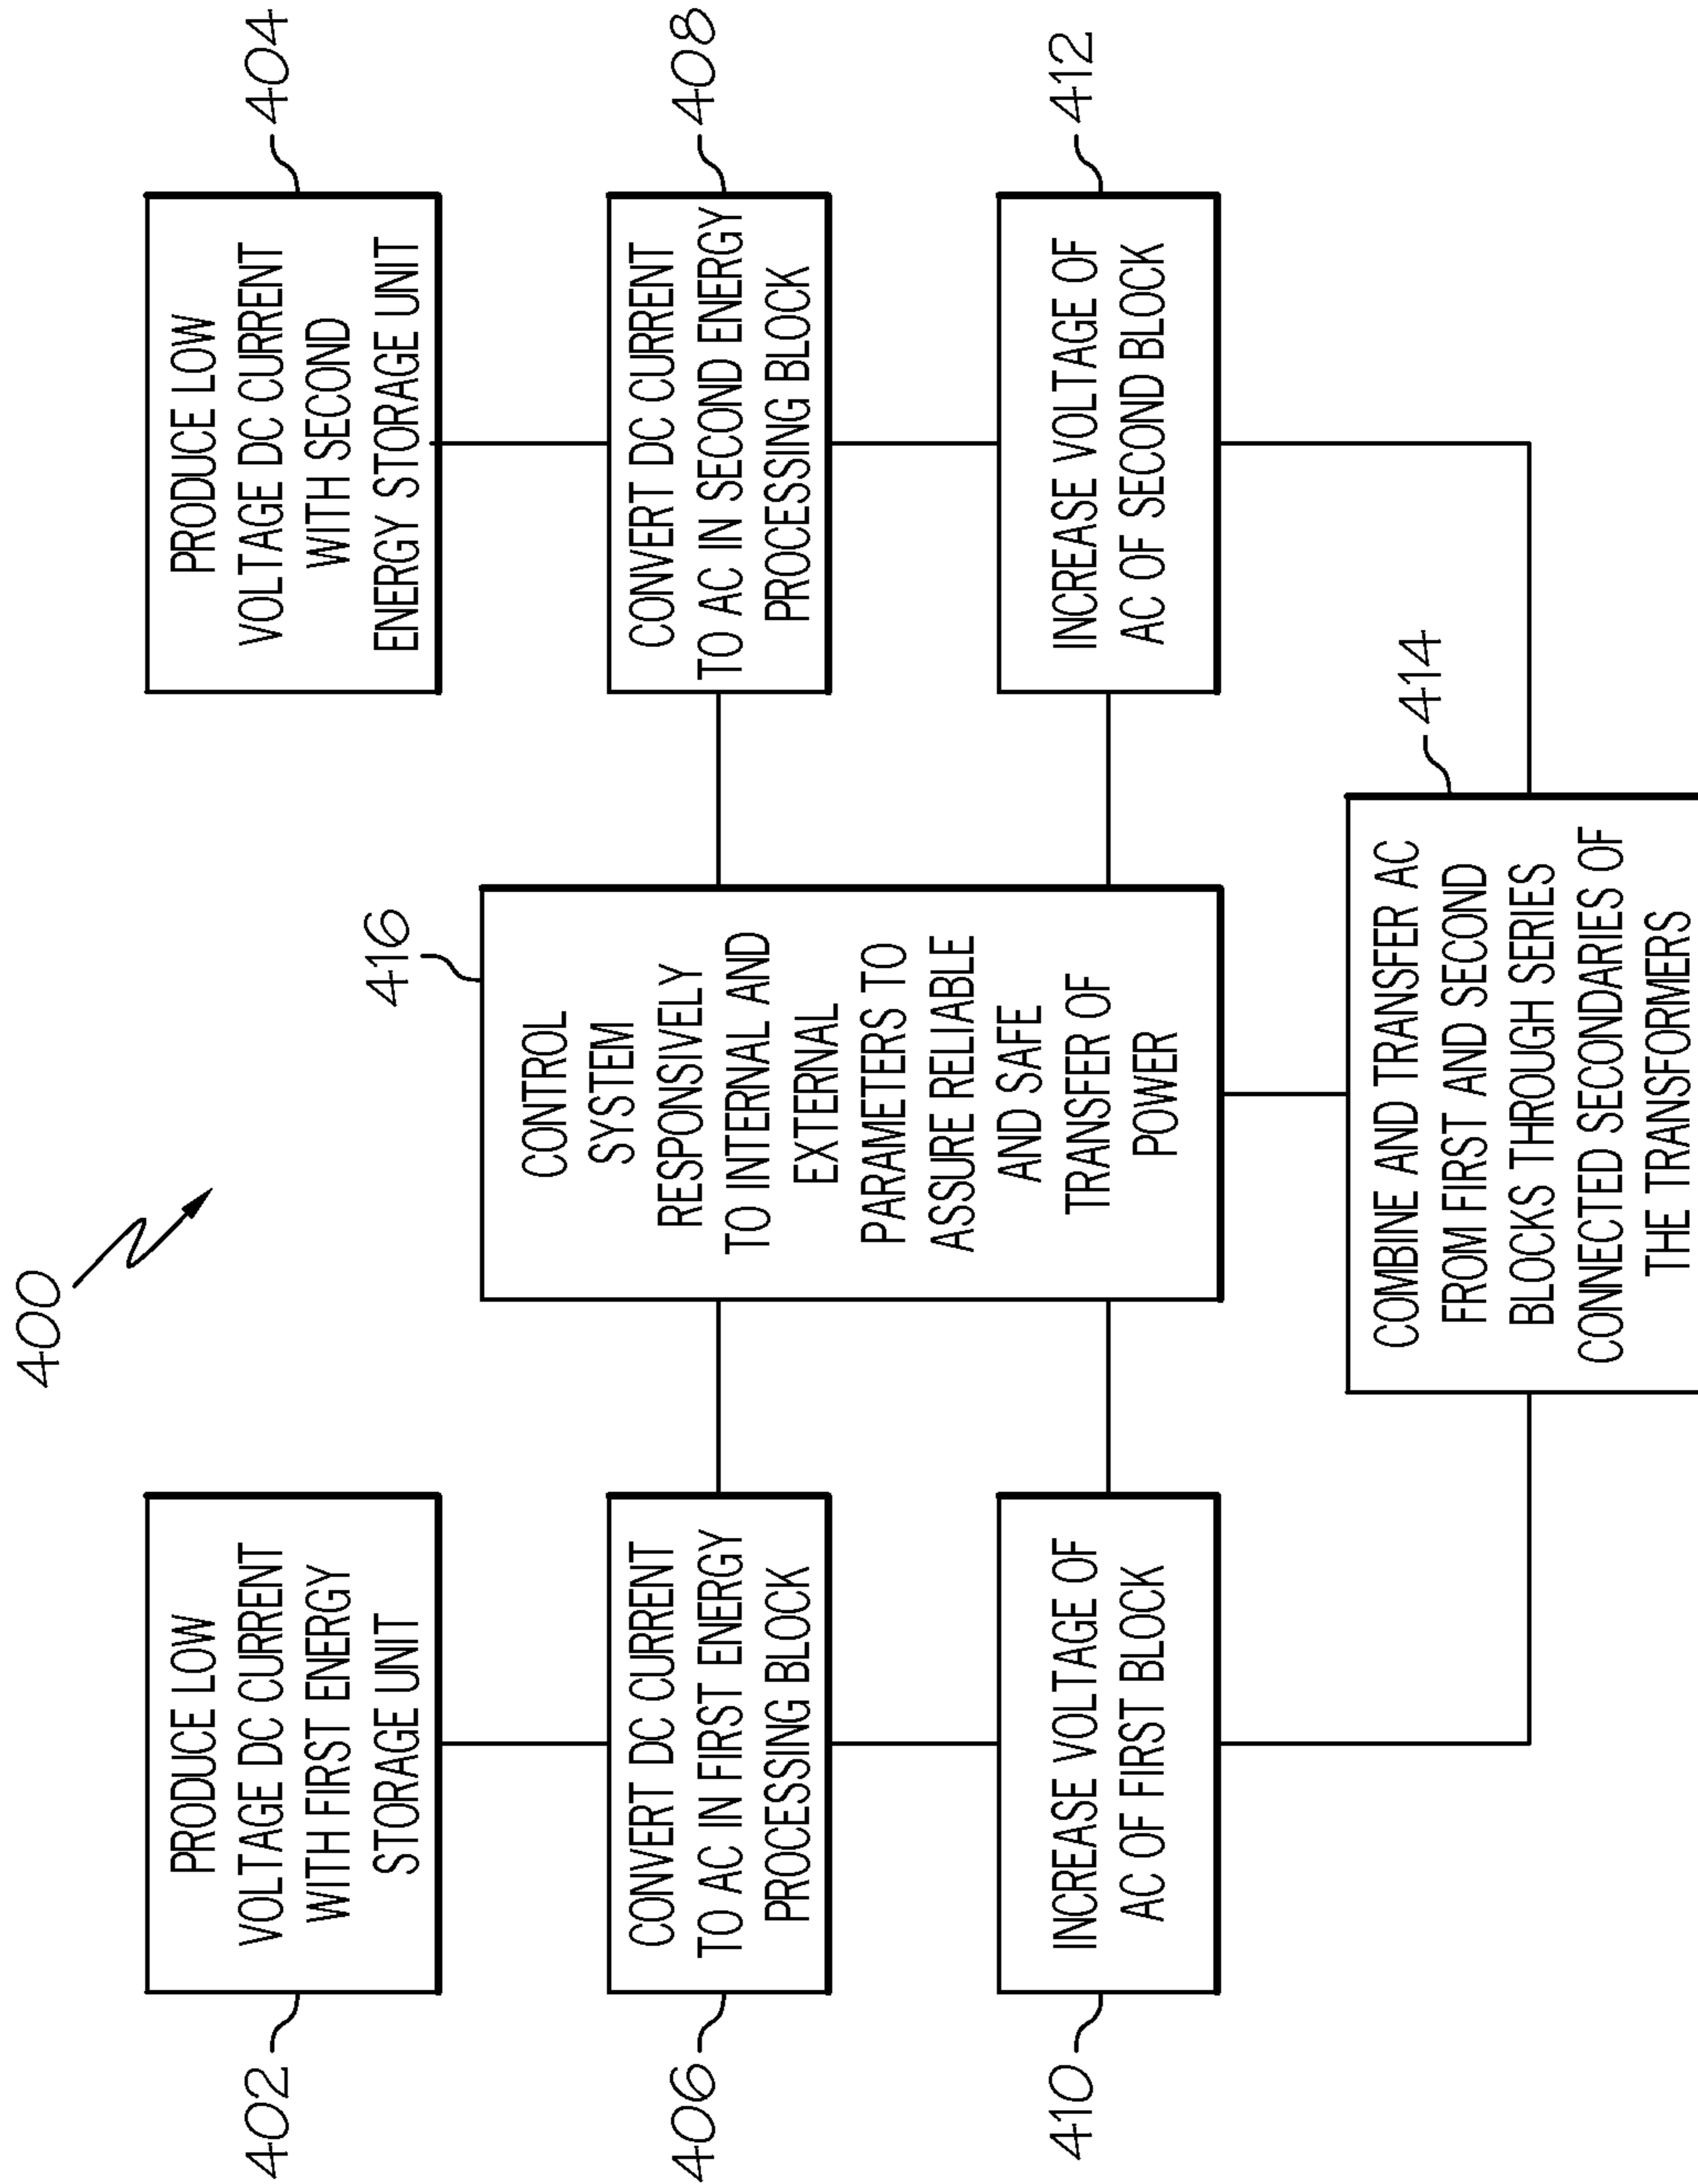 400
402
PRODUCE LOW
VOLTAGE DC CURRENT
WITH FIRST ENERGY
STORAGE UNIT
PRODUCE LOW
VOLTAGE DC CURRENT
WITH SECOND
ENERGY STORAGE UNIT
404
416
CONTROL
SYSTEM
RESPONSIVELY
TO INTERNAL AND
EXTERNAL
PARAMETERS TO
ASSURE RELIABLE
AND SAFE
TRANSFER OF
POWER
406
CONVERT DC CURRENT
TO AC IN FIRST ENERGY
PROCESSING BLOCK
CONVERT DC CURRENT
TO AC IN SECOND ENERGY
PROCESSING BLOCK
408
410
INCREASE VOLTAGE OF
AC OF FIRST BLOCK
INCREASE VOLTAGE OF
AC OF SECOND BLOCK
412
COMBINE AND TRANSFER AC
FROM FIRST AND SECOND
BLOCKS THROUGH SERIES
CONNECTED SECONDARIES OF
THE TRANSFORMERS
414